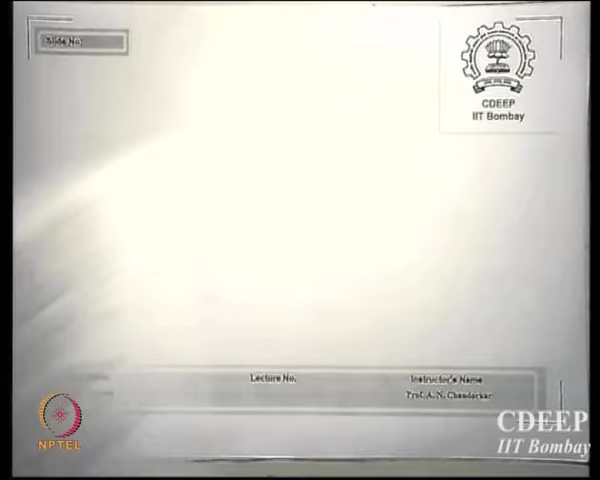 Slide No:
CDEEP
IIT Bombay
Lecture No.
Instructor's Name
Prof. A. N. Chandorkar
NPTEL
CDEEP
IIT Bombay